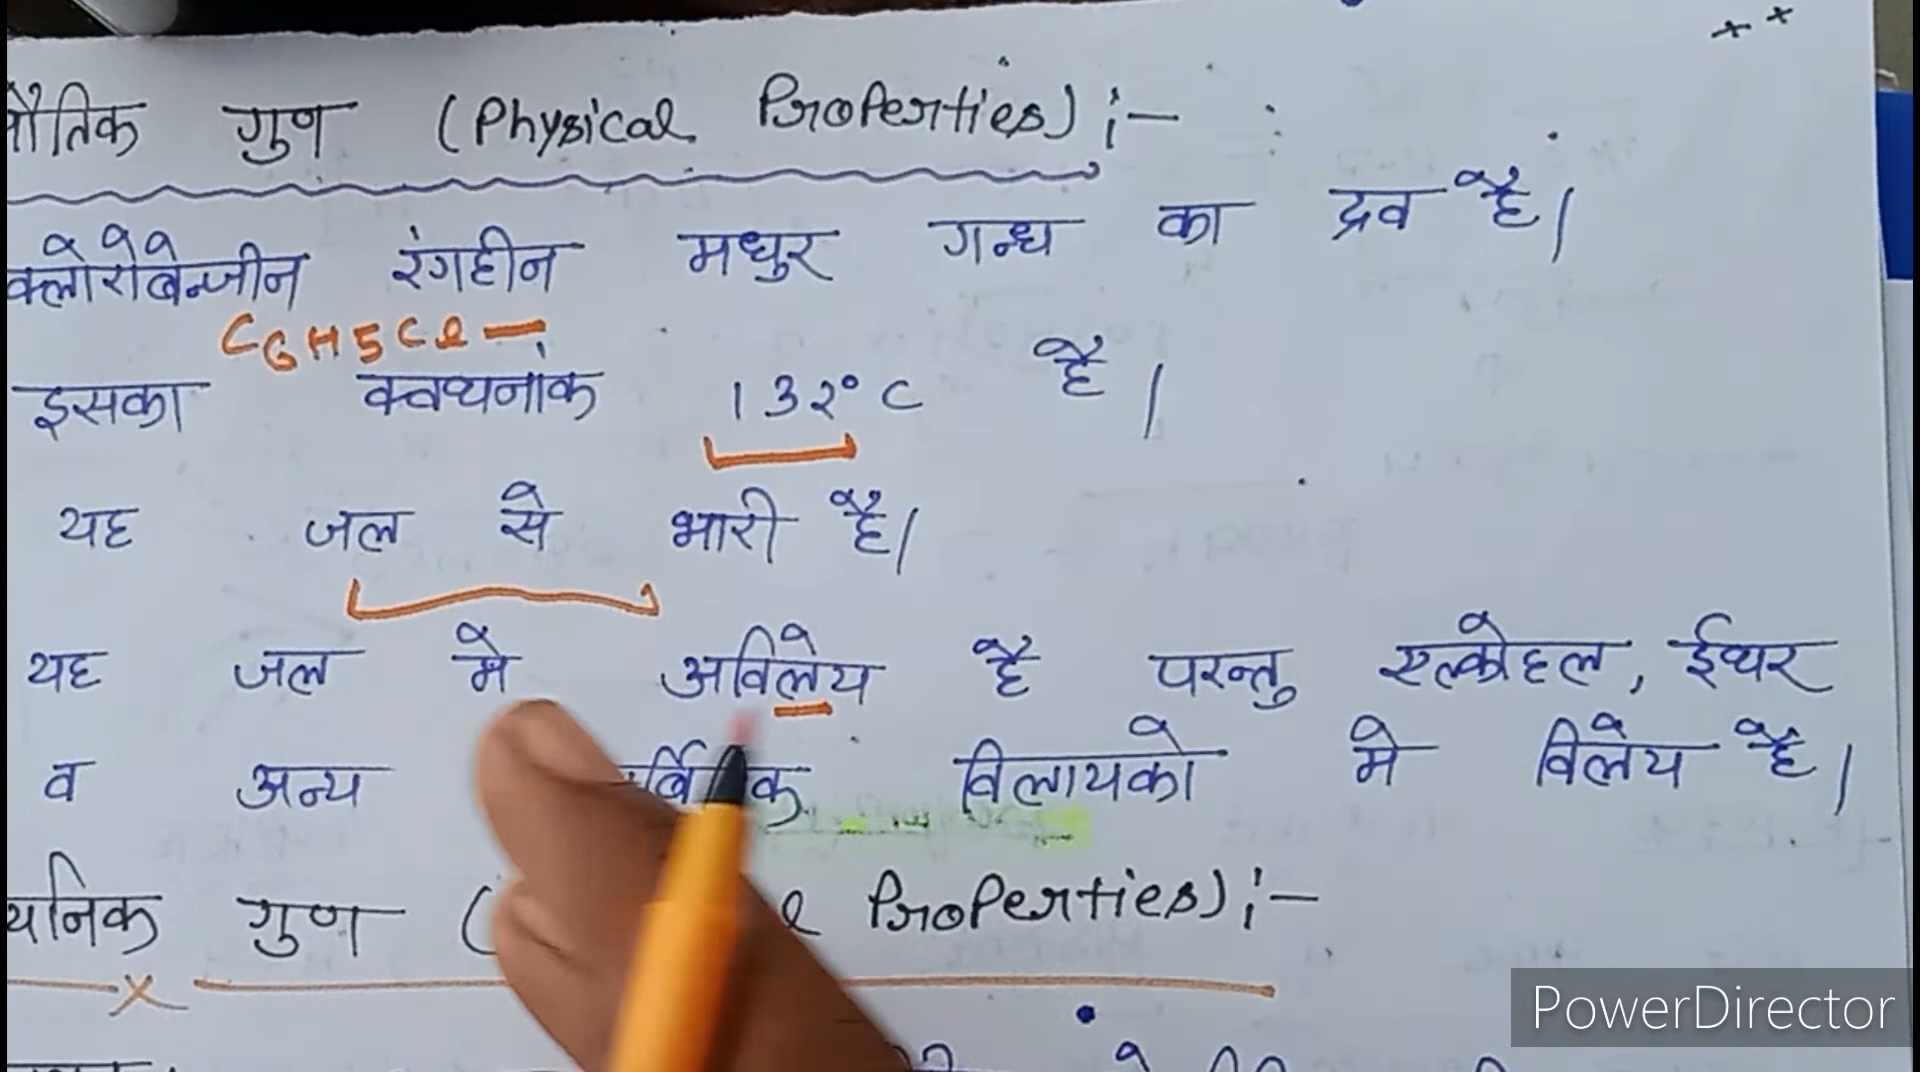 भौतिक गुण (Physical Properties) :-
क्लोरोबेन्जीन रंगहीन मधुर गन्ध का द्रव है।
C6H5Cl -
इसका क्वथनांक 132°C है।
यह जल से भारी है।
यह जल मे अविलेय है परन्तु एल्कोहल, ईथर
व अन्य विलायको मे विलेय है।
यनिक गुण ( Properties) :-
PowerDirector